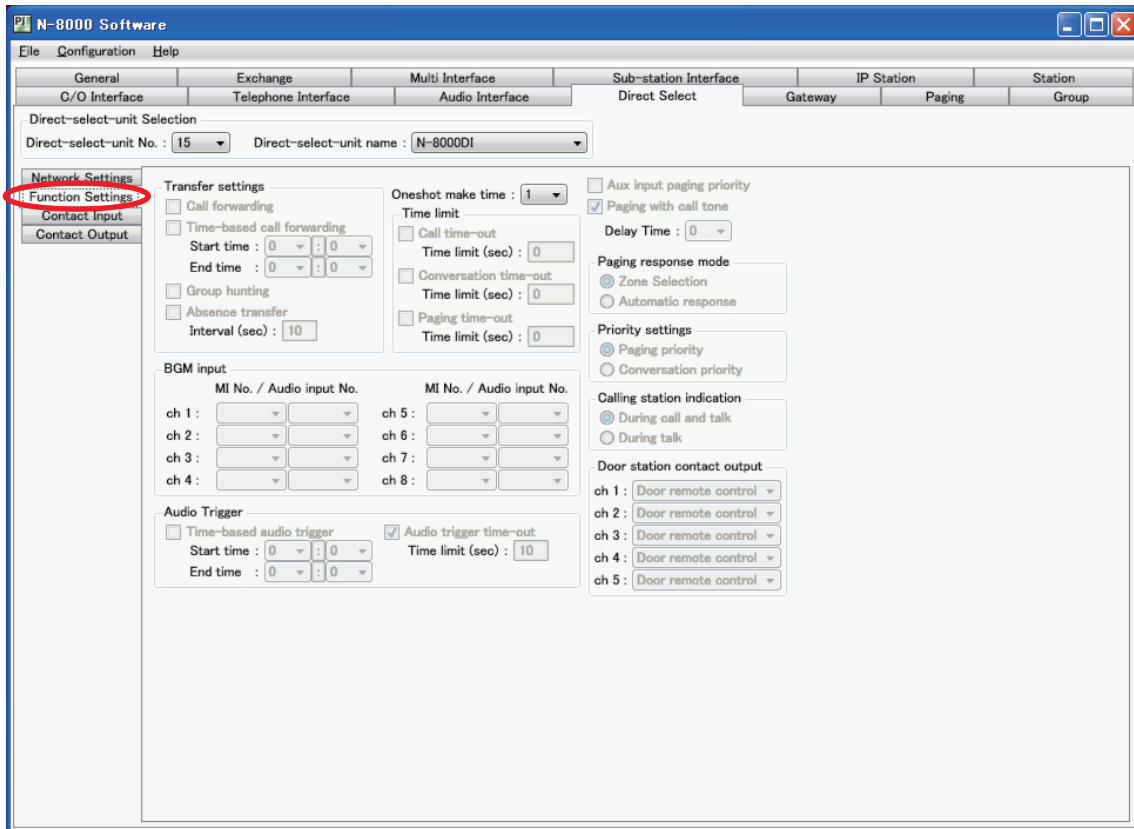 PI N-8000 Software
File Configuration Help
General Exchange Multi Interface Sub-station Interface IP Station Station
C/O Interface Telephone Interface Audio Interface Direct Select Gateway Paging Group
Direct-select-unit Selection
Direct-select-unit No. : 15 Direct-select-unit name : N-8000DI
Network Settings
Function Settings
Contact Input
Contact Output
Transfer settings
Call forwarding
Time-based call forwarding
Start time : 0 : 0
End time : 0 : 0
Group hunting
Absence transfer
Interval (sec) : 10
Oneshot make time : 1
Time limit
Call time-out
Time limit (sec) : 0
Conversation time-out
Time limit (sec) : 0
Paging time-out
Time limit (sec) : 0
BGM input
MI No. / Audio input No. MI No. / Audio input No.
ch 1 : ch 5 :
ch 2 : ch 6 :
ch 3 : ch 7 :
ch 4 : ch 8 :
Audio Trigger
Time-based audio trigger
Start time : 0 : 0
End time : 0 : 0
Audio trigger time-out
Time limit (sec) : 10
Aux input paging priority
Paging with call tone
Delay Time : 0
Paging response mode
Zone Selection
Automatic response
Priority settings
Paging priority
Conversation priority
Calling station indication
During call and talk
During talk
Door station contact output
ch 1 : Door remote control
ch 2 : Door remote control
ch 3 : Door remote control
ch 4 : Door remote control
ch 5 : Door remote control